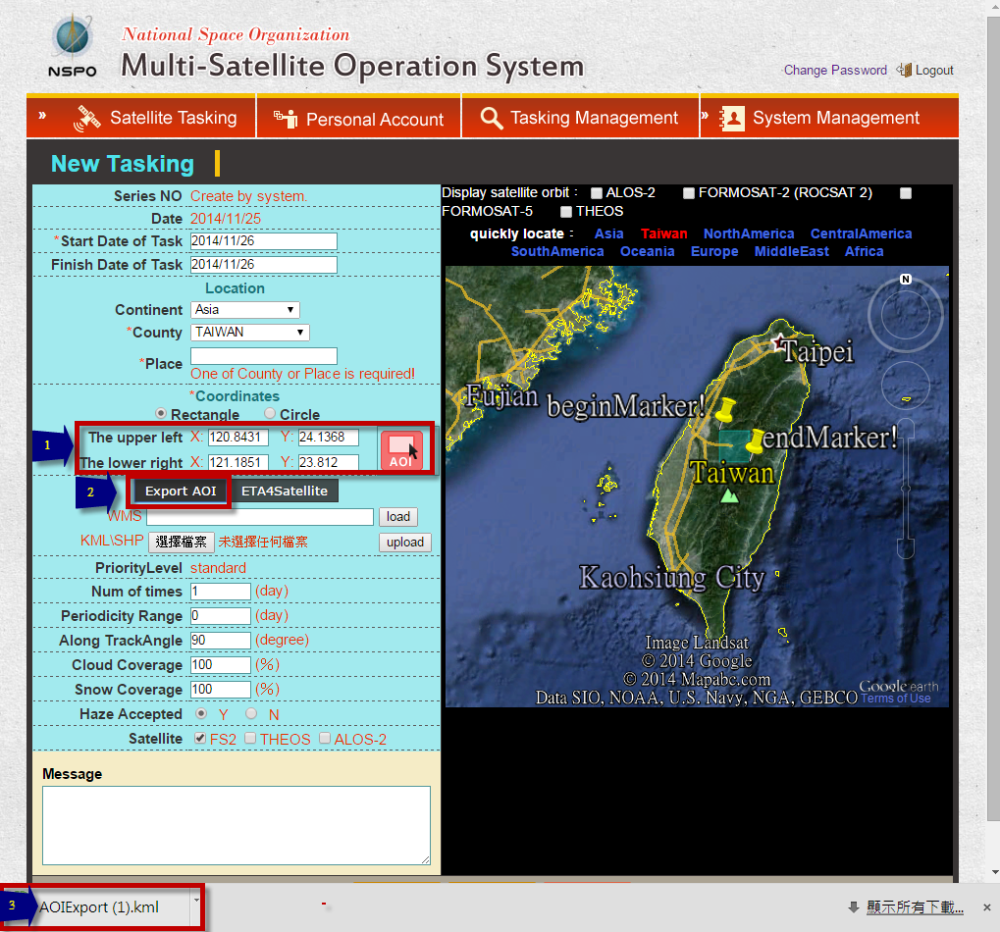 National Space Organization
NSPO
Multi-Satellite Operation System
Change Password Logout
» Satellite Tasking Personal Account Tasking Management » System Management
New Tasking
Series NO Create by system.
Date 2014/11/25
*Start Date of Task 2014/11/26
Finish Date of Task 2014/11/26
Location
Continent Asia
*County TAIWAN
*Place
One of County or Place is required!
*Coordinates
Rectangle Circle
1 The upper left X: 120.8431 Y: 24.1368
The lower right X: 121.1851 Y: 23.812
AOI
2 Export AOI ETA4Satellite
WMS load
KML\SHP 選擇檔案 未選擇任何檔案 upload
PriorityLevel standard
Num of times 1 (day)
Periodicity Range 0 (day)
Along TrackAngle 90 (degree)
Cloud Coverage 100 (%)
Snow Coverage 100 (%)
Haze Accepted Y N
Satellite FS2 THEOS ALOS-2
Message
Display satellite orbit : ALOS-2 FORMOSAT-2 (ROCSAT 2)
FORMOSAT-5 THEOS
quickly locate : Asia Taiwan NorthAmerica CentralAmerica
SouthAmerica Oceania Europe MiddleEast Africa
N
Taipei
Fujian
beginMarker!
endMarker!
Taiwan
Kaohsiung City
Image Landsat
© 2014 Google
© 2014 Mapabc.com
Data SIO, NOAA, U.S. Navy, NGA, GEBCO
Google earth
Terms of Use
3 AOIExport (1).kml
顯示所有下載...